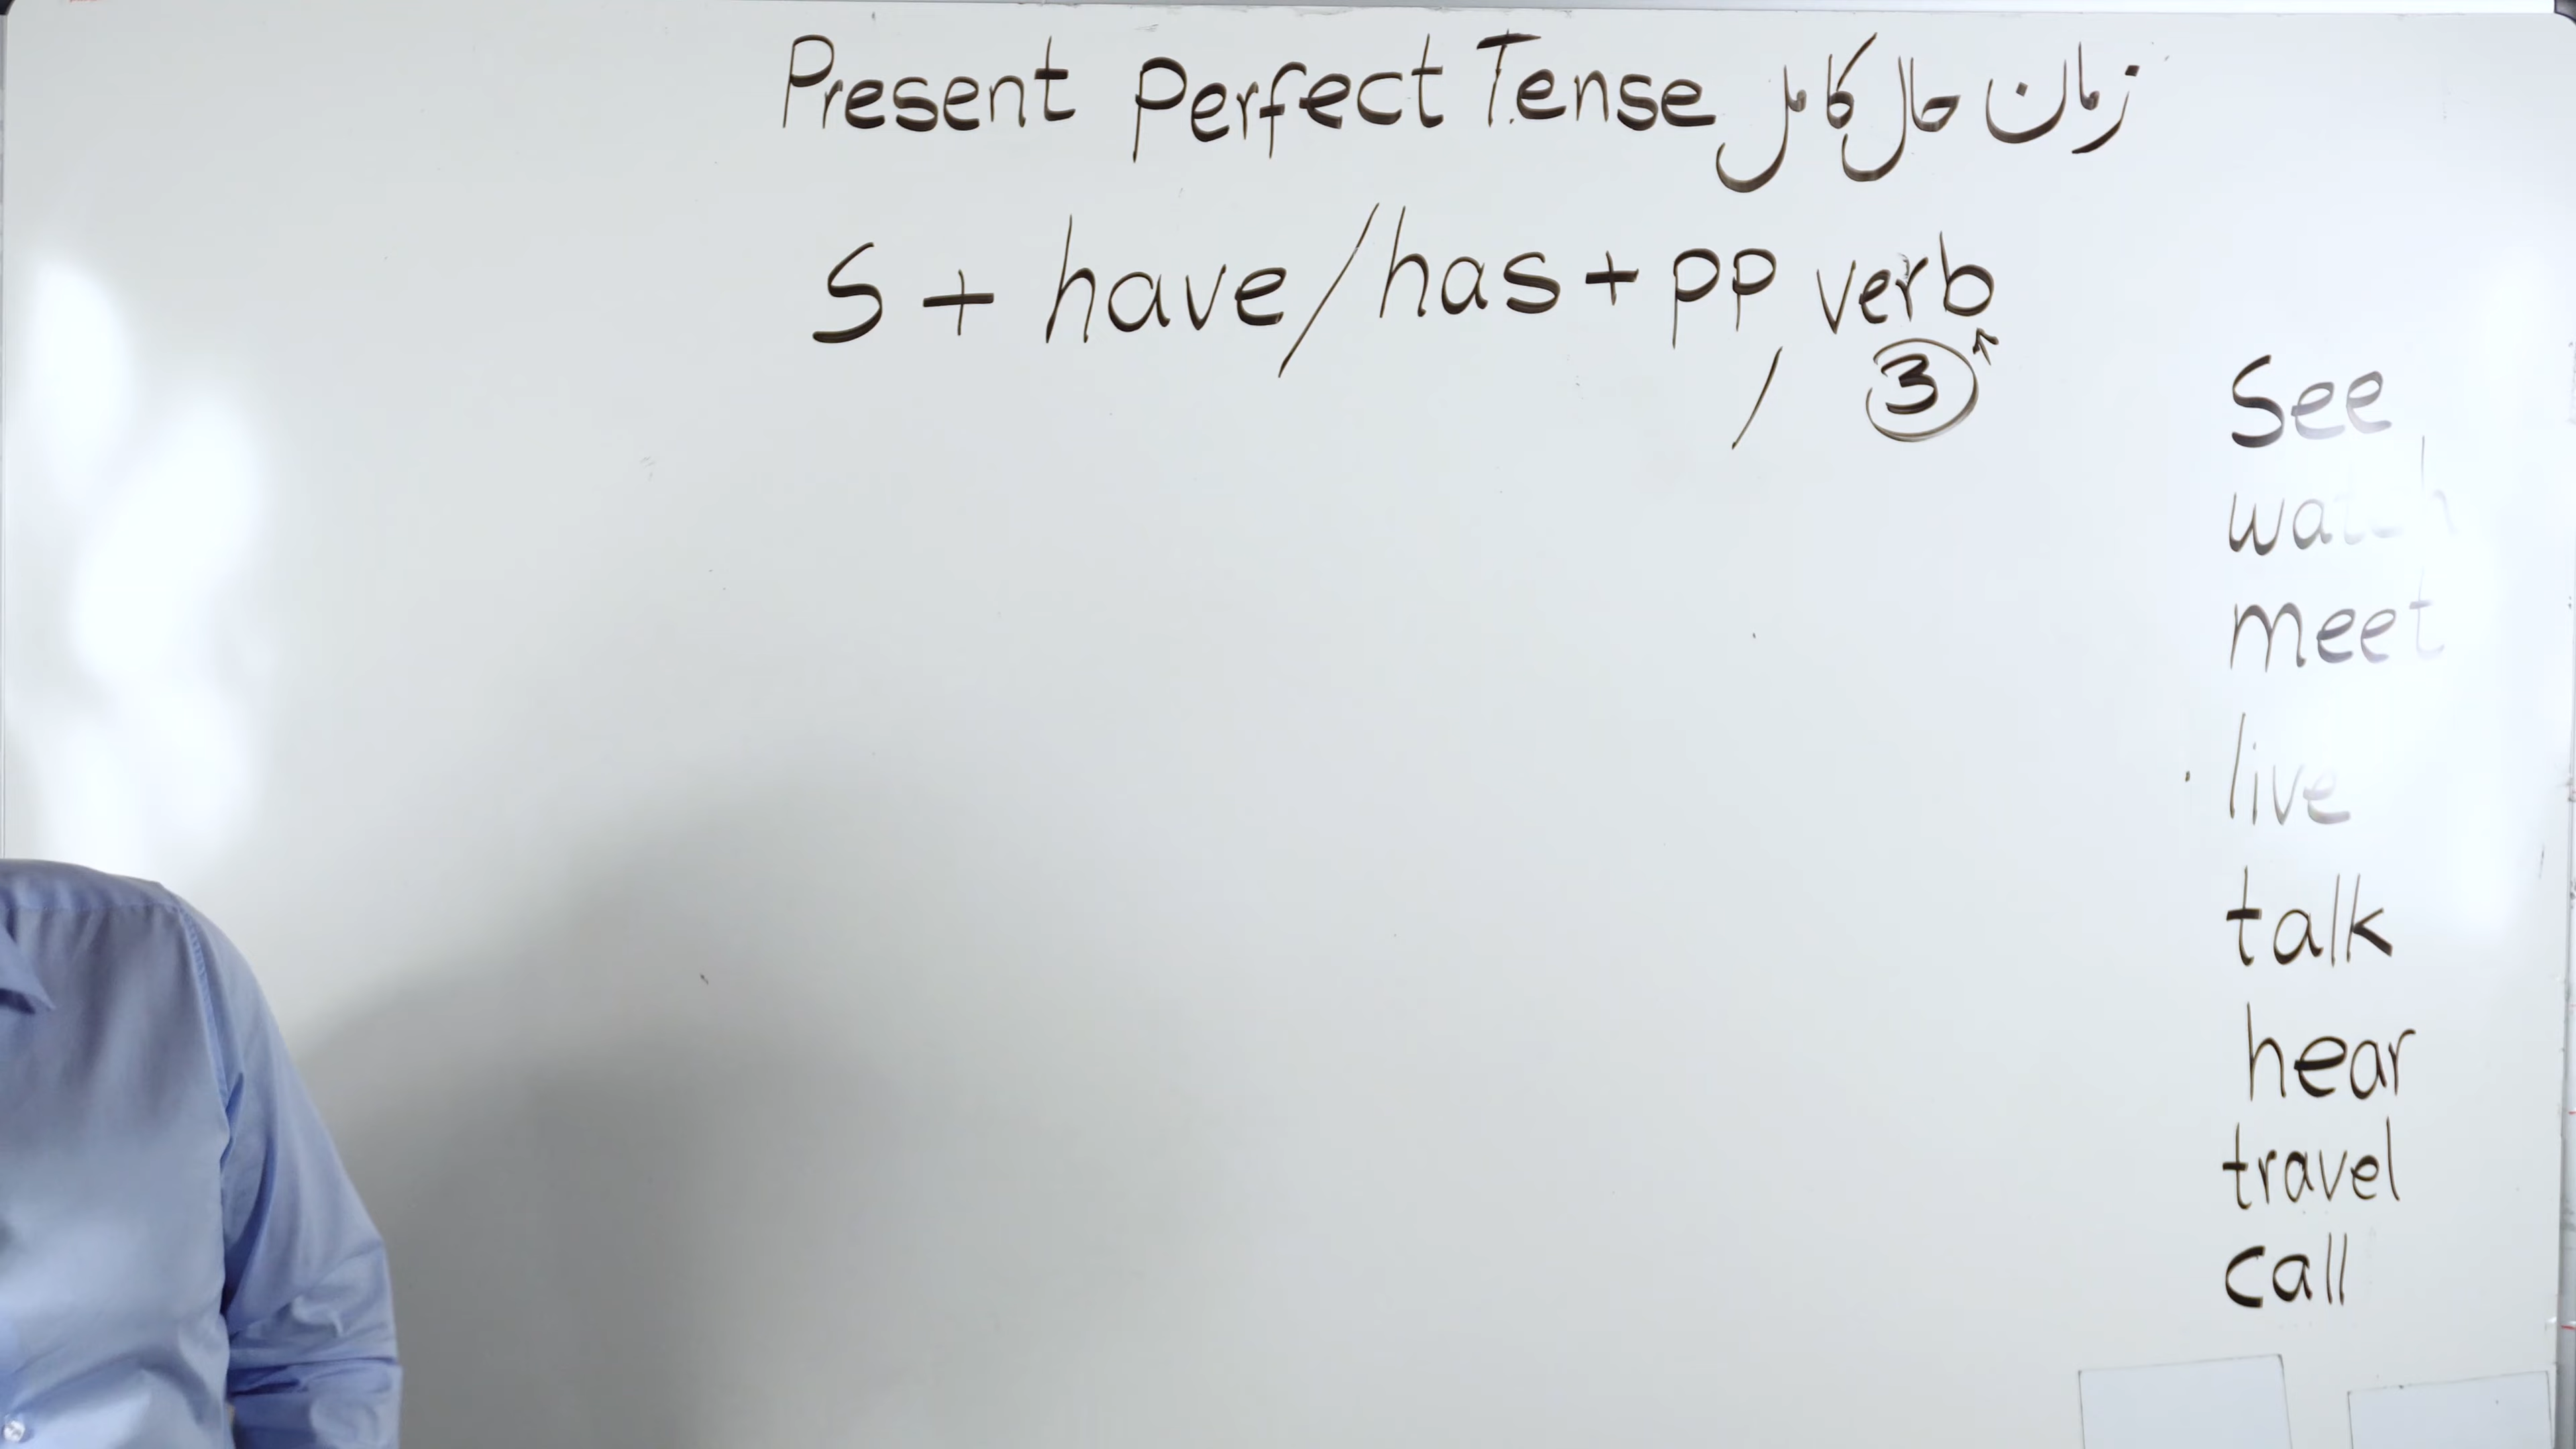 Present Perfect Tense زمان حال کامل
S + have/has + pp verb
/ 3
See
watch
meet
live
talk
hear
travel
call